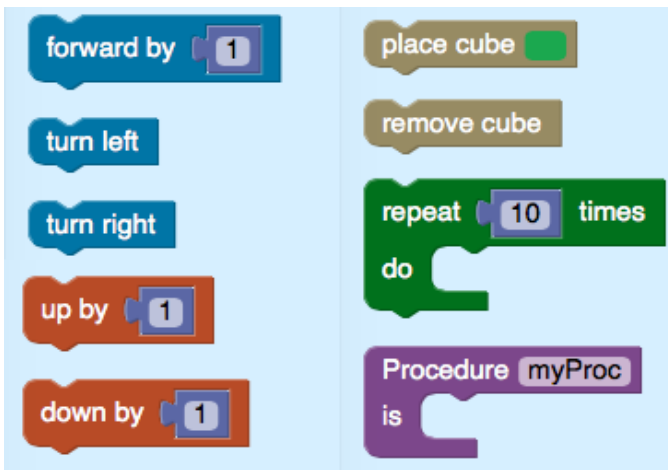 forward by 1
turn left
turn right
up by 1
down by 1
place cube
remove cube
repeat 10 times
do
Procedure myProc
is